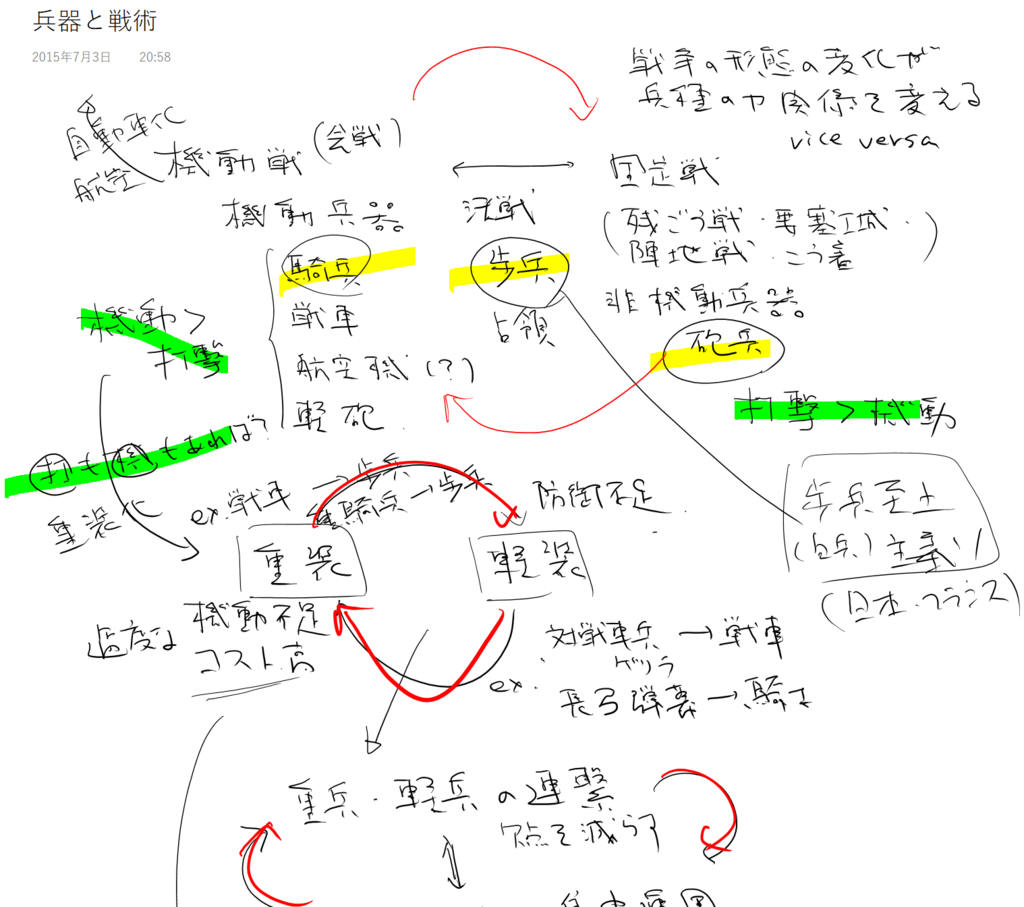 兵器と戦術
2015年7月3日 20:58
戦争の形態の変化が
兵種の力関係を変える
vice versa
自動車化
航空
機動戦 (会戦)
固定戦
機動兵器
決戦
(残ごう戦・要塞攻城・
陣地戦・こう着)
騎兵
歩兵
非機動兵器
戦車
占領
砲兵
機動>
打撃
航空機(?)
軽砲
打撃>機動
打も機もあれば?
重装化
ex.戦車→歩兵
重騎兵→歩兵
防御不足
重装
軽装
歩兵至上
(白兵)主義
(日本・フランス)
過度な
機動不足
コスト高
対戦車兵→戦車
ゲリラ
ex.
長弓弾幕→騎士
重兵・軽兵の連繋
欠点を減らす
集中運用